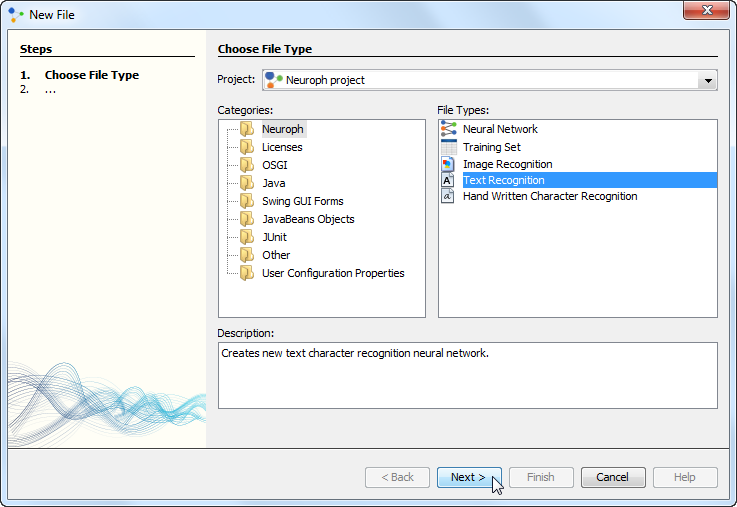 New File
Steps
1. Choose File Type
2. ...
Choose File Type
Project: Neuroph project
Categories:
Neuroph
Licenses
OSGI
Java
Swing GUI Forms
JavaBeans Objects
JUnit
Other
User Configuration Properties
File Types:
Neural Network
Training Set
Image Recognition
Text Recognition
Hand Written Character Recognition
Description:
Creates new text character recognition neural network.
< Back Next > Finish Cancel Help